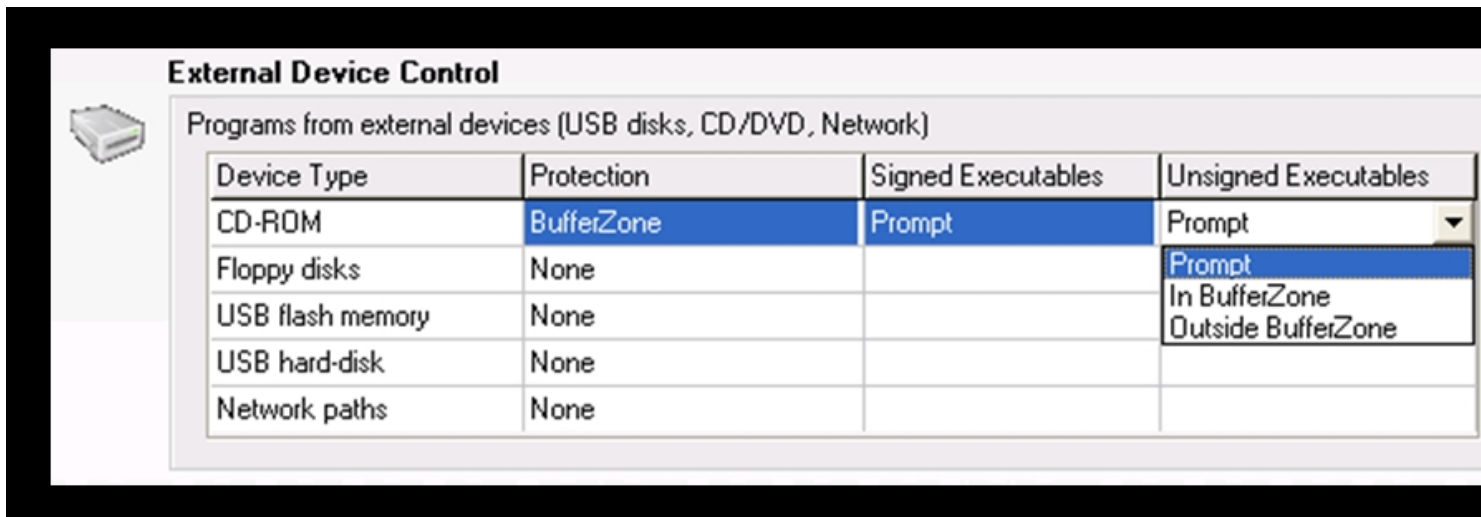 External Device Control
Programs from external devices (USB disks, CD/DVD, Network)
Device Type Protection Signed Executables Unsigned Executables
CD-ROM BufferZone Prompt Prompt
Floppy disks None Prompt
In BufferZone
USB flash memory None Outside BufferZone
USB hard-disk None
Network paths None